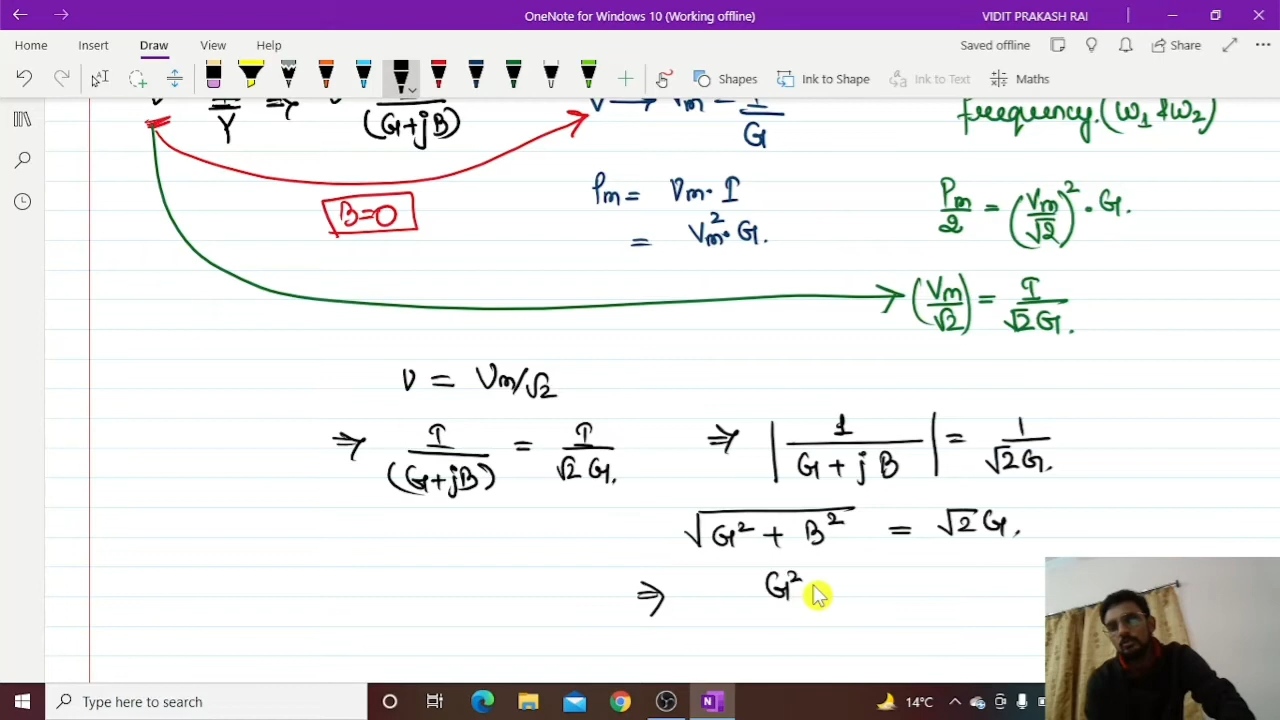 OneNote for Windows 10 (Working offline)
VIDIT PRAKASH RAI
Home Insert Draw View Help
Saved offline
Share
Shapes
Ink to Shape
Ink to Text
Maths
Y
⇒
(G+jB)
G
frequency.(ω1 & ω2)
B=0
Pm = Vm·I
= Vm²·G.
Pm/2 = (Vm/√2)²·G.
(Vm/√2) = I/√2G.
V = Vm/√2
⇒ I/(G+jB) = I/√2G. ⇒ |1/G+jB| = 1/√2G.
√G² + B² = √2G.
⇒ G²
Type here to search
14°C